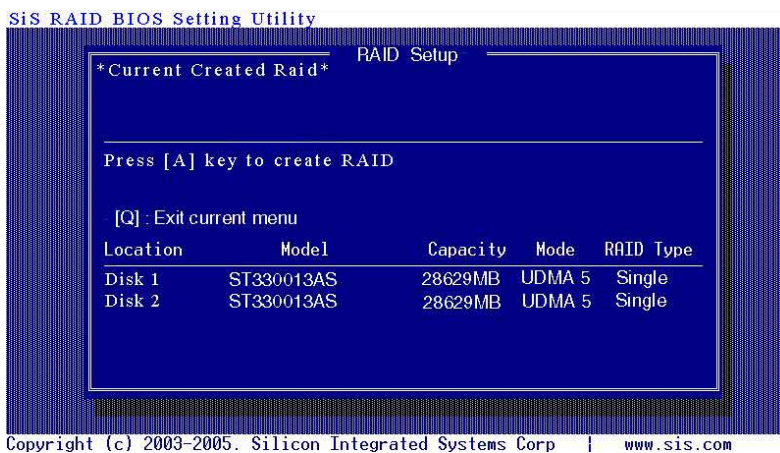 SiS RAID BIOS Setting Utility
RAID Setup
*Current Created Raid*
Press [A] key to create RAID
[Q] : Exit current menu
Location Model Capacity Mode RAID Type
Disk 1 ST330013AS 28629MB UDMA 5 Single
Disk 2 ST330013AS 28629MB UDMA 5 Single
Copyright (c) 2003-2005. Silicon Integrated Systems Corp | www.sis.com